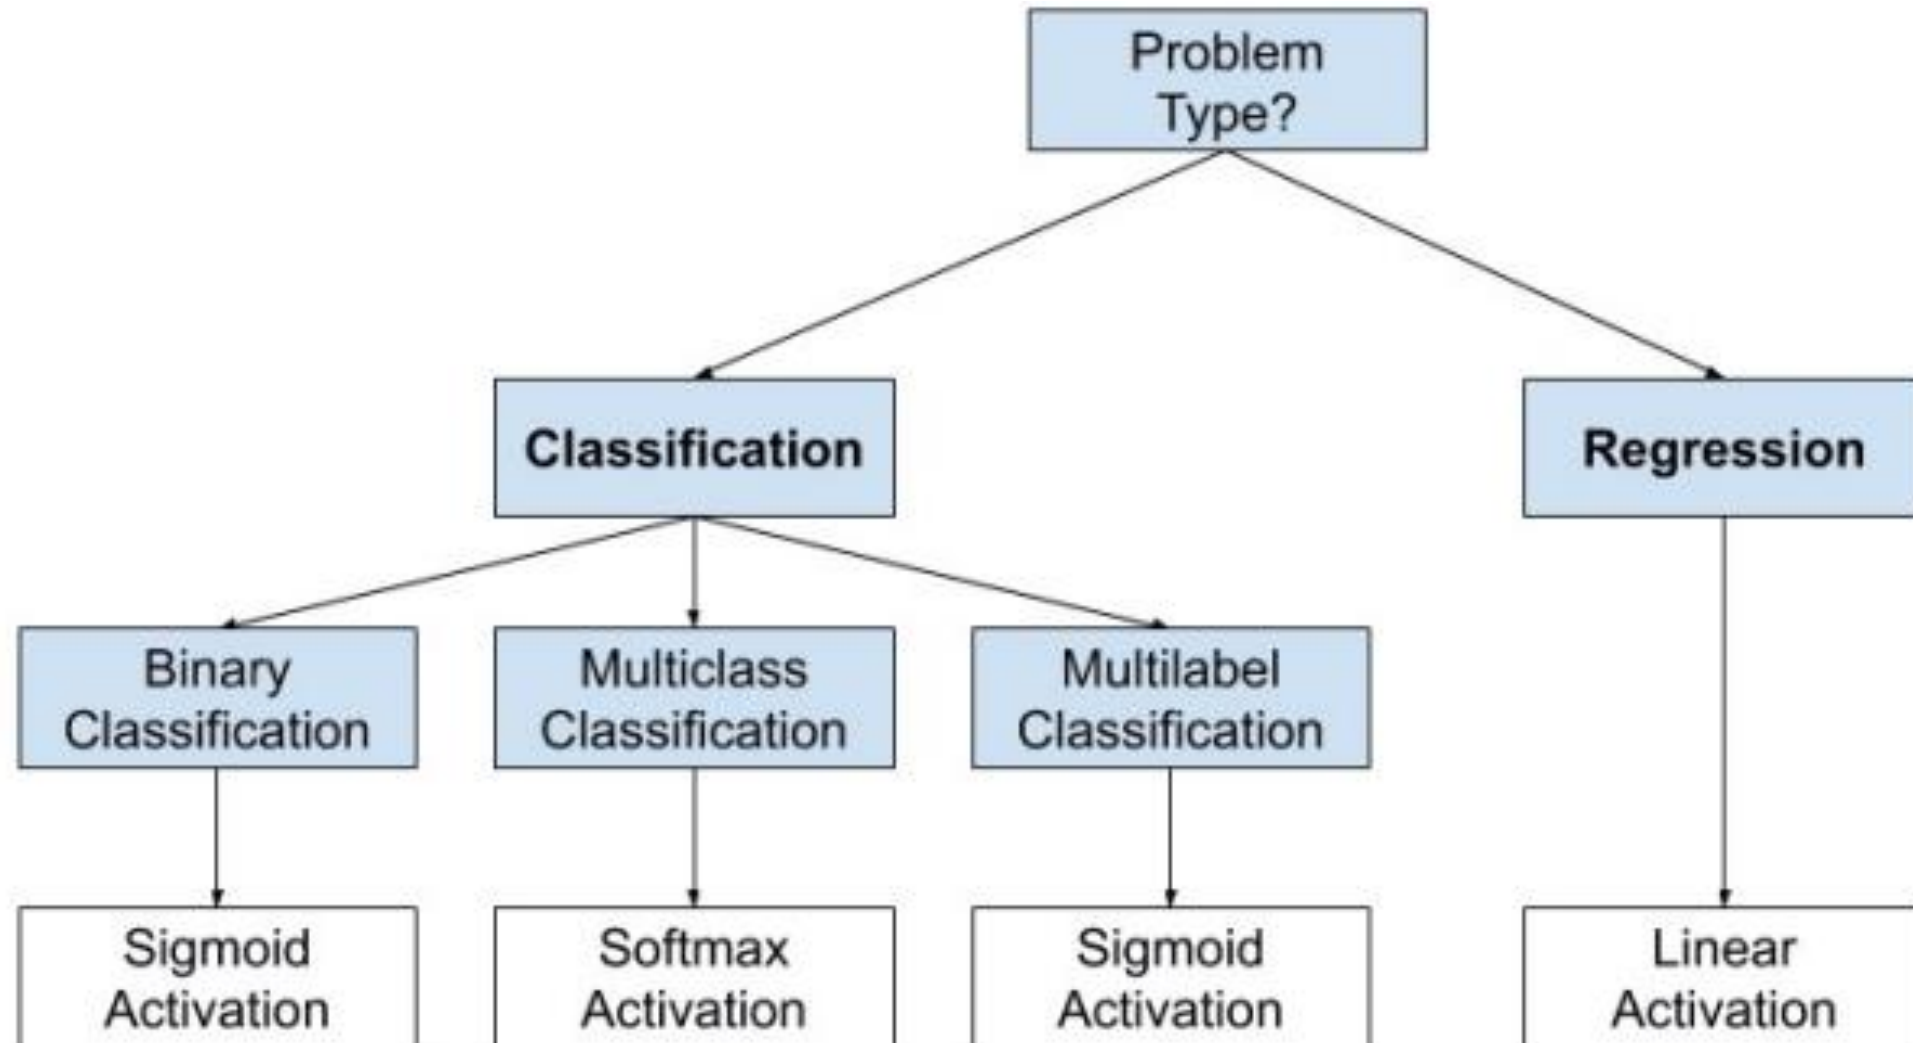 Problem
Type?
Classification
Regression
Binary
Classification
Multiclass
Classification
Multilabel
Classification
Sigmoid
Activation
Softmax
Activation
Sigmoid
Activation
Linear
Activation